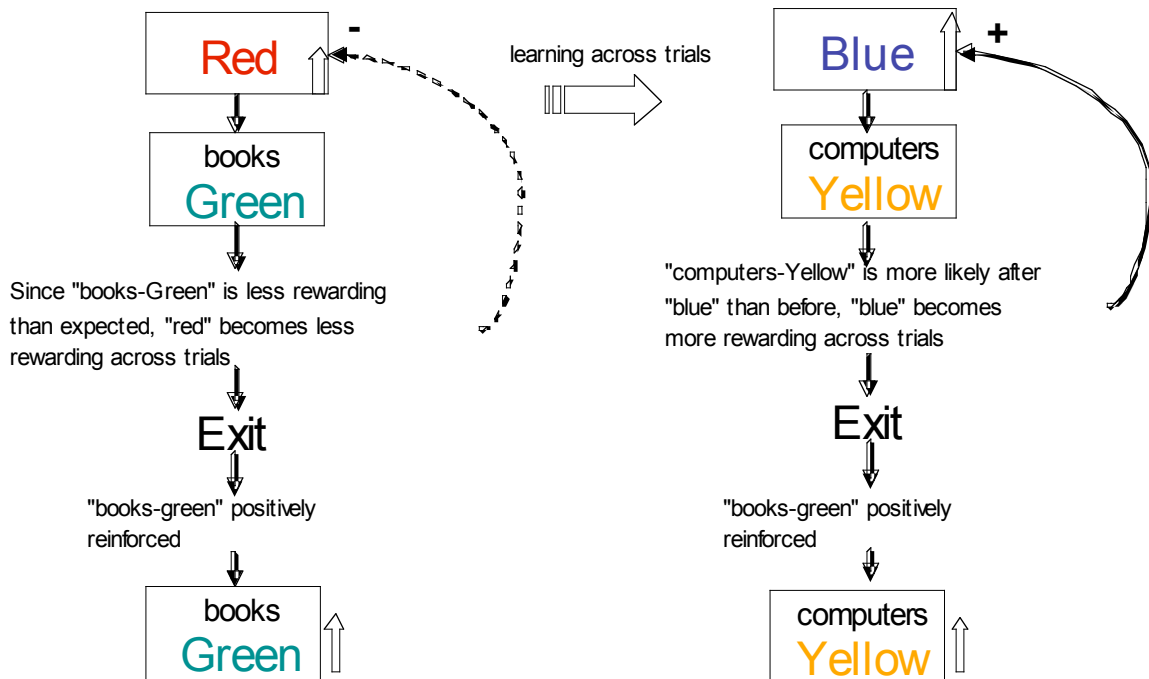 Red
-
books
Green
Since "books-Green" is less rewarding
than expected, "red" becomes less
rewarding across trials
Exit
"books-green" positively
reinforced
books
Green
learning across trials
Blue
+
computers
Yellow
"computers-Yellow" is more likely after
"blue" than before, "blue" becomes
more rewarding across trials
Exit
"books-green" positively
reinforced
computers
Yellow